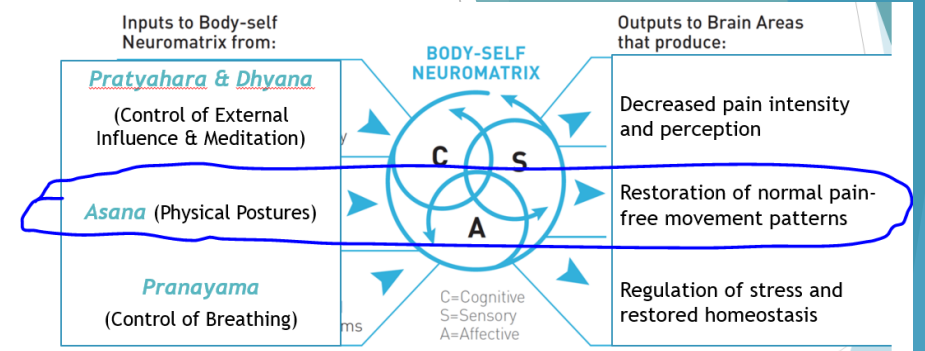 Inputs to Body-self
Neuromatrix from:
Outputs to Brain Areas
that produce:
BODY-SELF
NEUROMATRIX
Pratyahara & Dhyana
(Control of External
Influence & Meditation)
y
Decreased pain intensity
and perception
C
S
A
Asana (Physical Postures)
Restoration of normal pain-
free movement patterns
Pranayama
(Control of Breathing)
ms
C=Cognitive
S=Sensory
A=Affective
Regulation of stress and
restored homeostasis